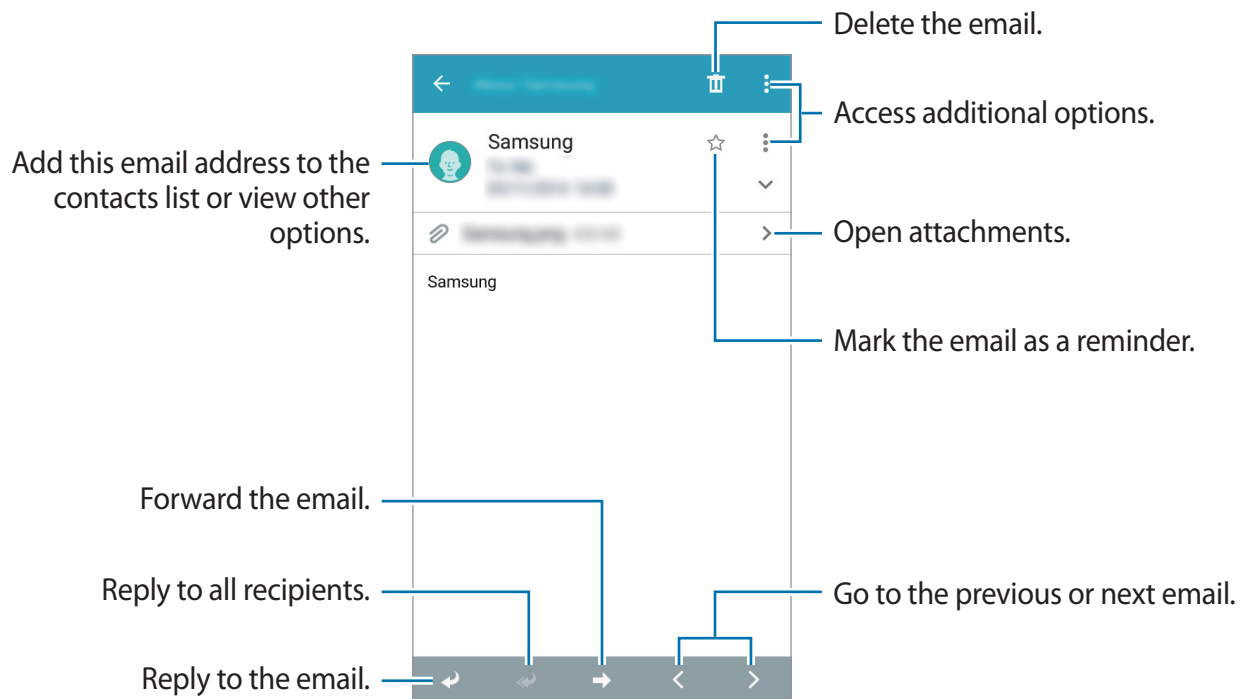 Delete the email.
Access additional options.
Samsung
Add this email address to the
contacts list or view other
options.
Open attachments.
Samsung
Mark the email as a reminder.
Forward the email.
Reply to all recipients.
Go to the previous or next email.
Reply to the email.